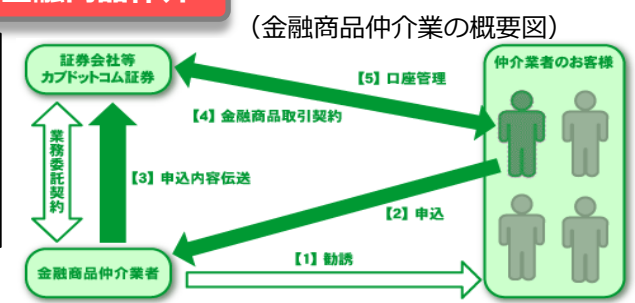 （金融商品仲介業の概要図）
証券会社等
カブドットコム証券
仲介業者のお客様
【5】口座管理
【4】金融商品取引契約
業務委託契約
【3】申込内容伝送
【2】申込
【1】勧誘
金融商品仲介業者